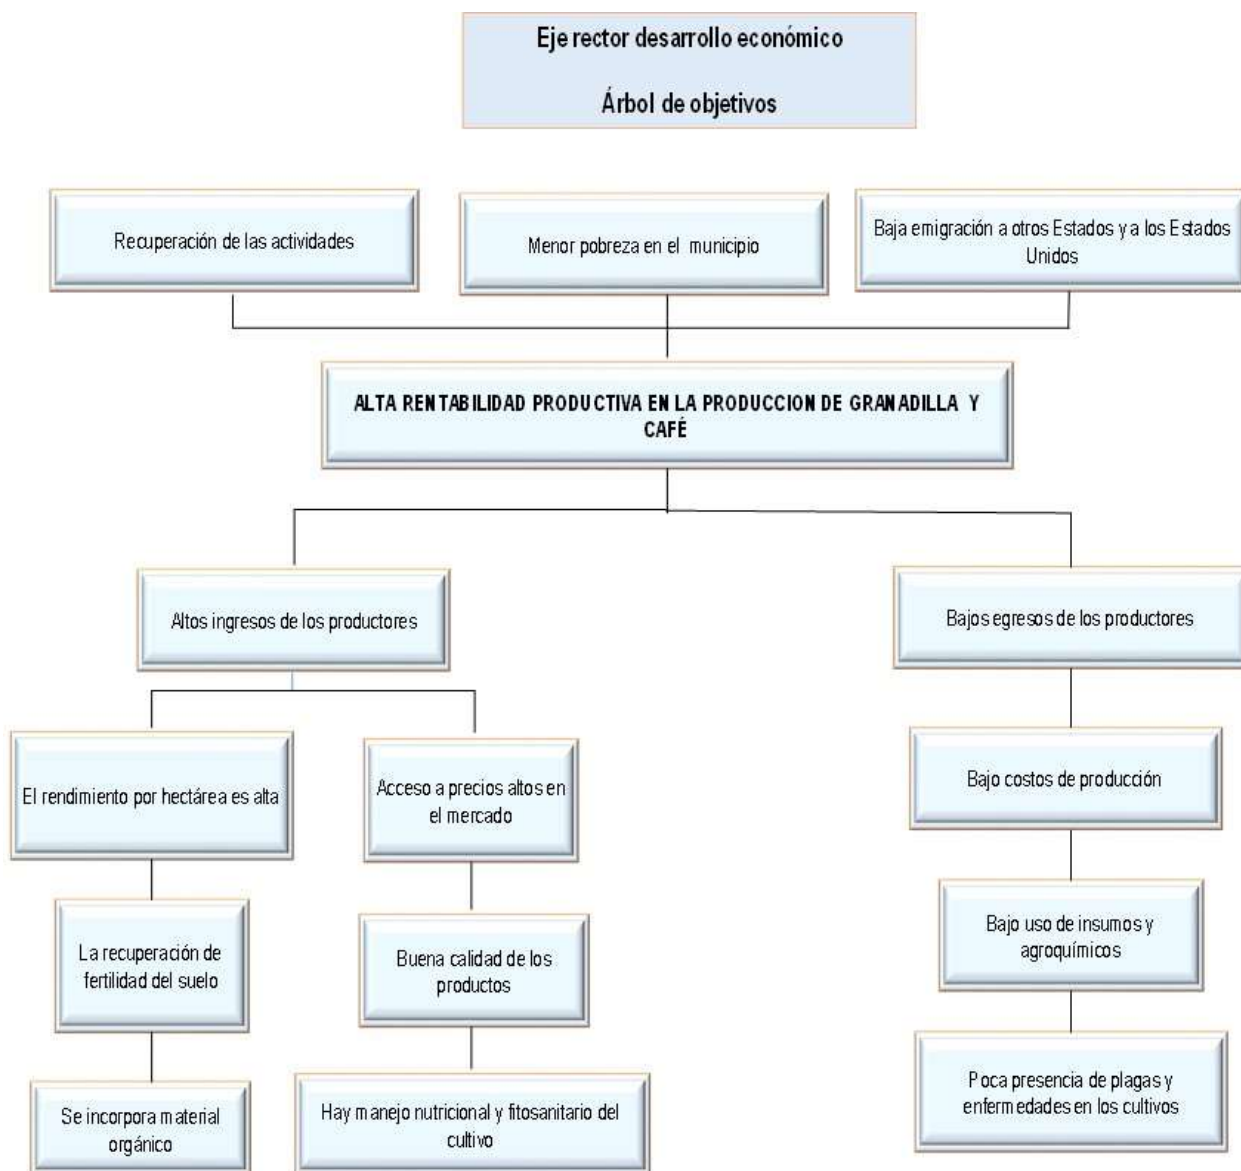 Eje rector desarrollo económico
Árbol de objetivos
Recuperación de las actividades
Menor pobreza en el municipio
Baja emigración a otros Estados y a los Estados
Unidos
ALTA RENTABILIDAD PRODUCTIVA EN LA PRODUCCION DE GRANADILLA Y
CAFÉ
Altos ingresos de los productores
Bajos egresos de los productores
El rendimiento por hectárea es alta
Acceso a precios altos en
el mercado
Bajo costos de producción
La recuperación de
fertilidad del suelo
Buena calidad de los
productos
Bajo uso de insumos y
agroquímicos
Se incorpora material
orgánico
Hay manejo nutricional y fitosanitario del
cultivo
Poca presencia de plagas y
enfermedades en los cultivos